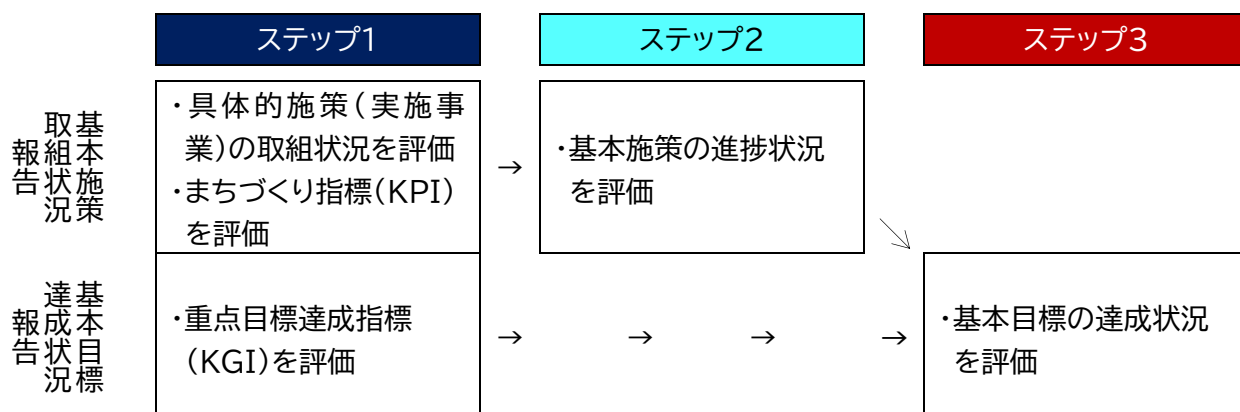 ステップ1
ステップ2
ステップ3
基本施策
取組状況
報告
・具体的施策(実施事
業)の取組状況を評価
・まちづくり指標(KPI)
を評価
→
・基本施策の進捗状況
を評価
↘
基本目標
達成状況
報告
・重点目標達成指標
(KGI)を評価
→ → → →
・基本目標の達成状況
を評価